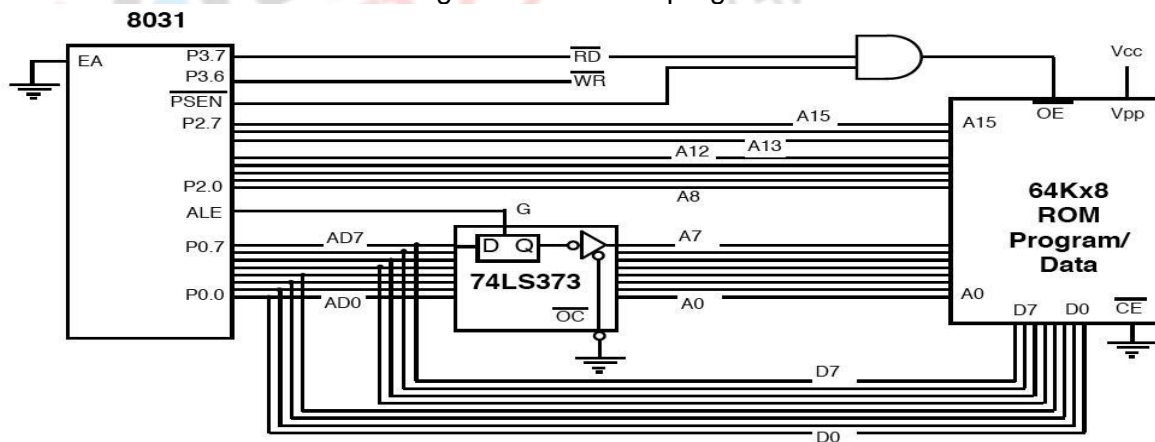 8031
EA
P3.7
RD
Vcc
P3.6
WR
PSEN
P2.7
A15
A15
OE
Vpp
A12
A13
P2.0
A8
64Kx8
ROM
Program/
Data
ALE
G
P0.7
AD7
D Q
A7
74LS373
P0.0
AD0
OC
A0
A0
D7
D0
CE
D7
D0